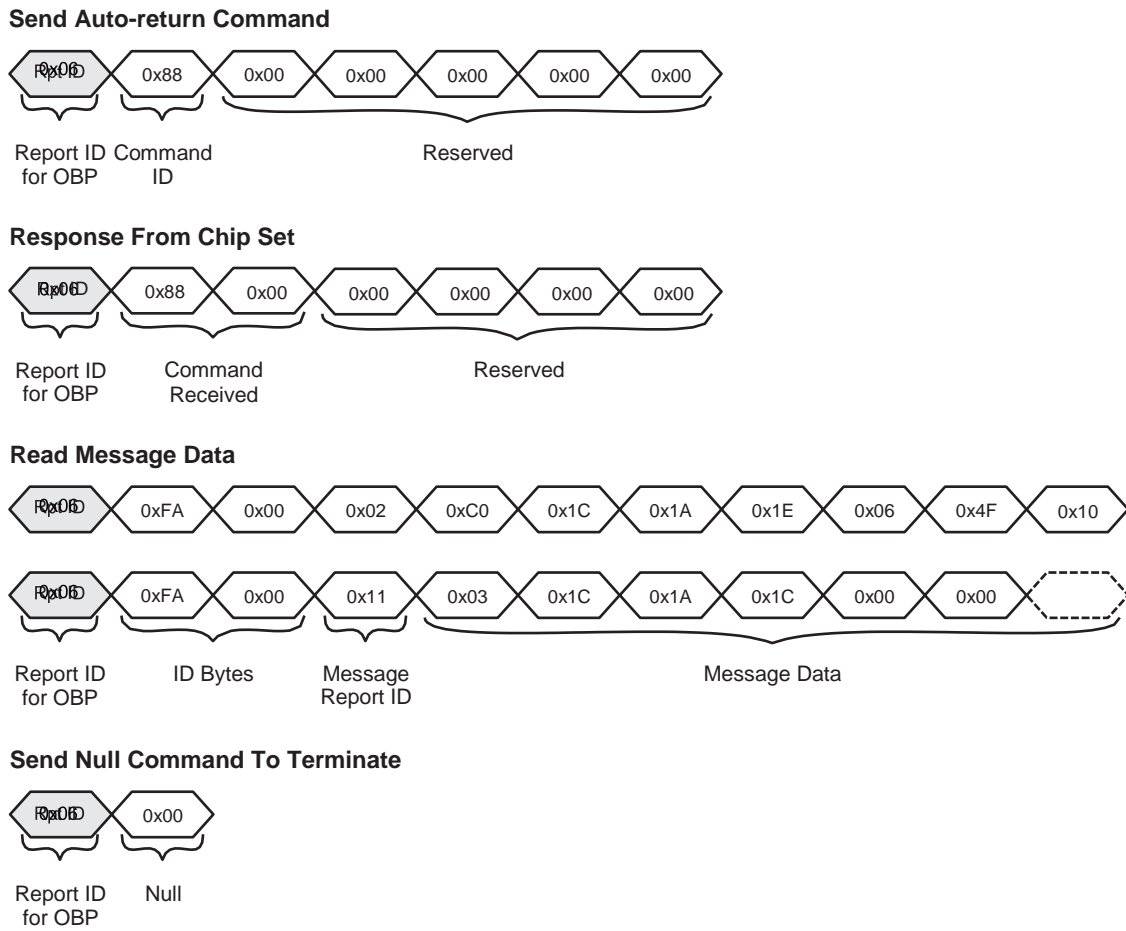 Send Auto-return Command
0x06 0x88 0x00 0x00 0x00 0x00 0x00
Report ID for OBP
Command ID
Reserved
Response From Chip Set
0x06 0x88 0x00 0x00 0x00 0x00 0x00
Report ID for OBP
Command Received
Reserved
Read Message Data
0x06 0xFA 0x00 0x02 0xC0 0x1C 0x1A 0x1E 0x06 0x4F 0x10
0x06 0xFA 0x00 0x11 0x03 0x1C 0x1A 0x1C 0x00 0x00
Report ID for OBP
ID Bytes
Message Report ID
Message Data
Send Null Command To Terminate
0x06 0x00
Report ID for OBP
Null